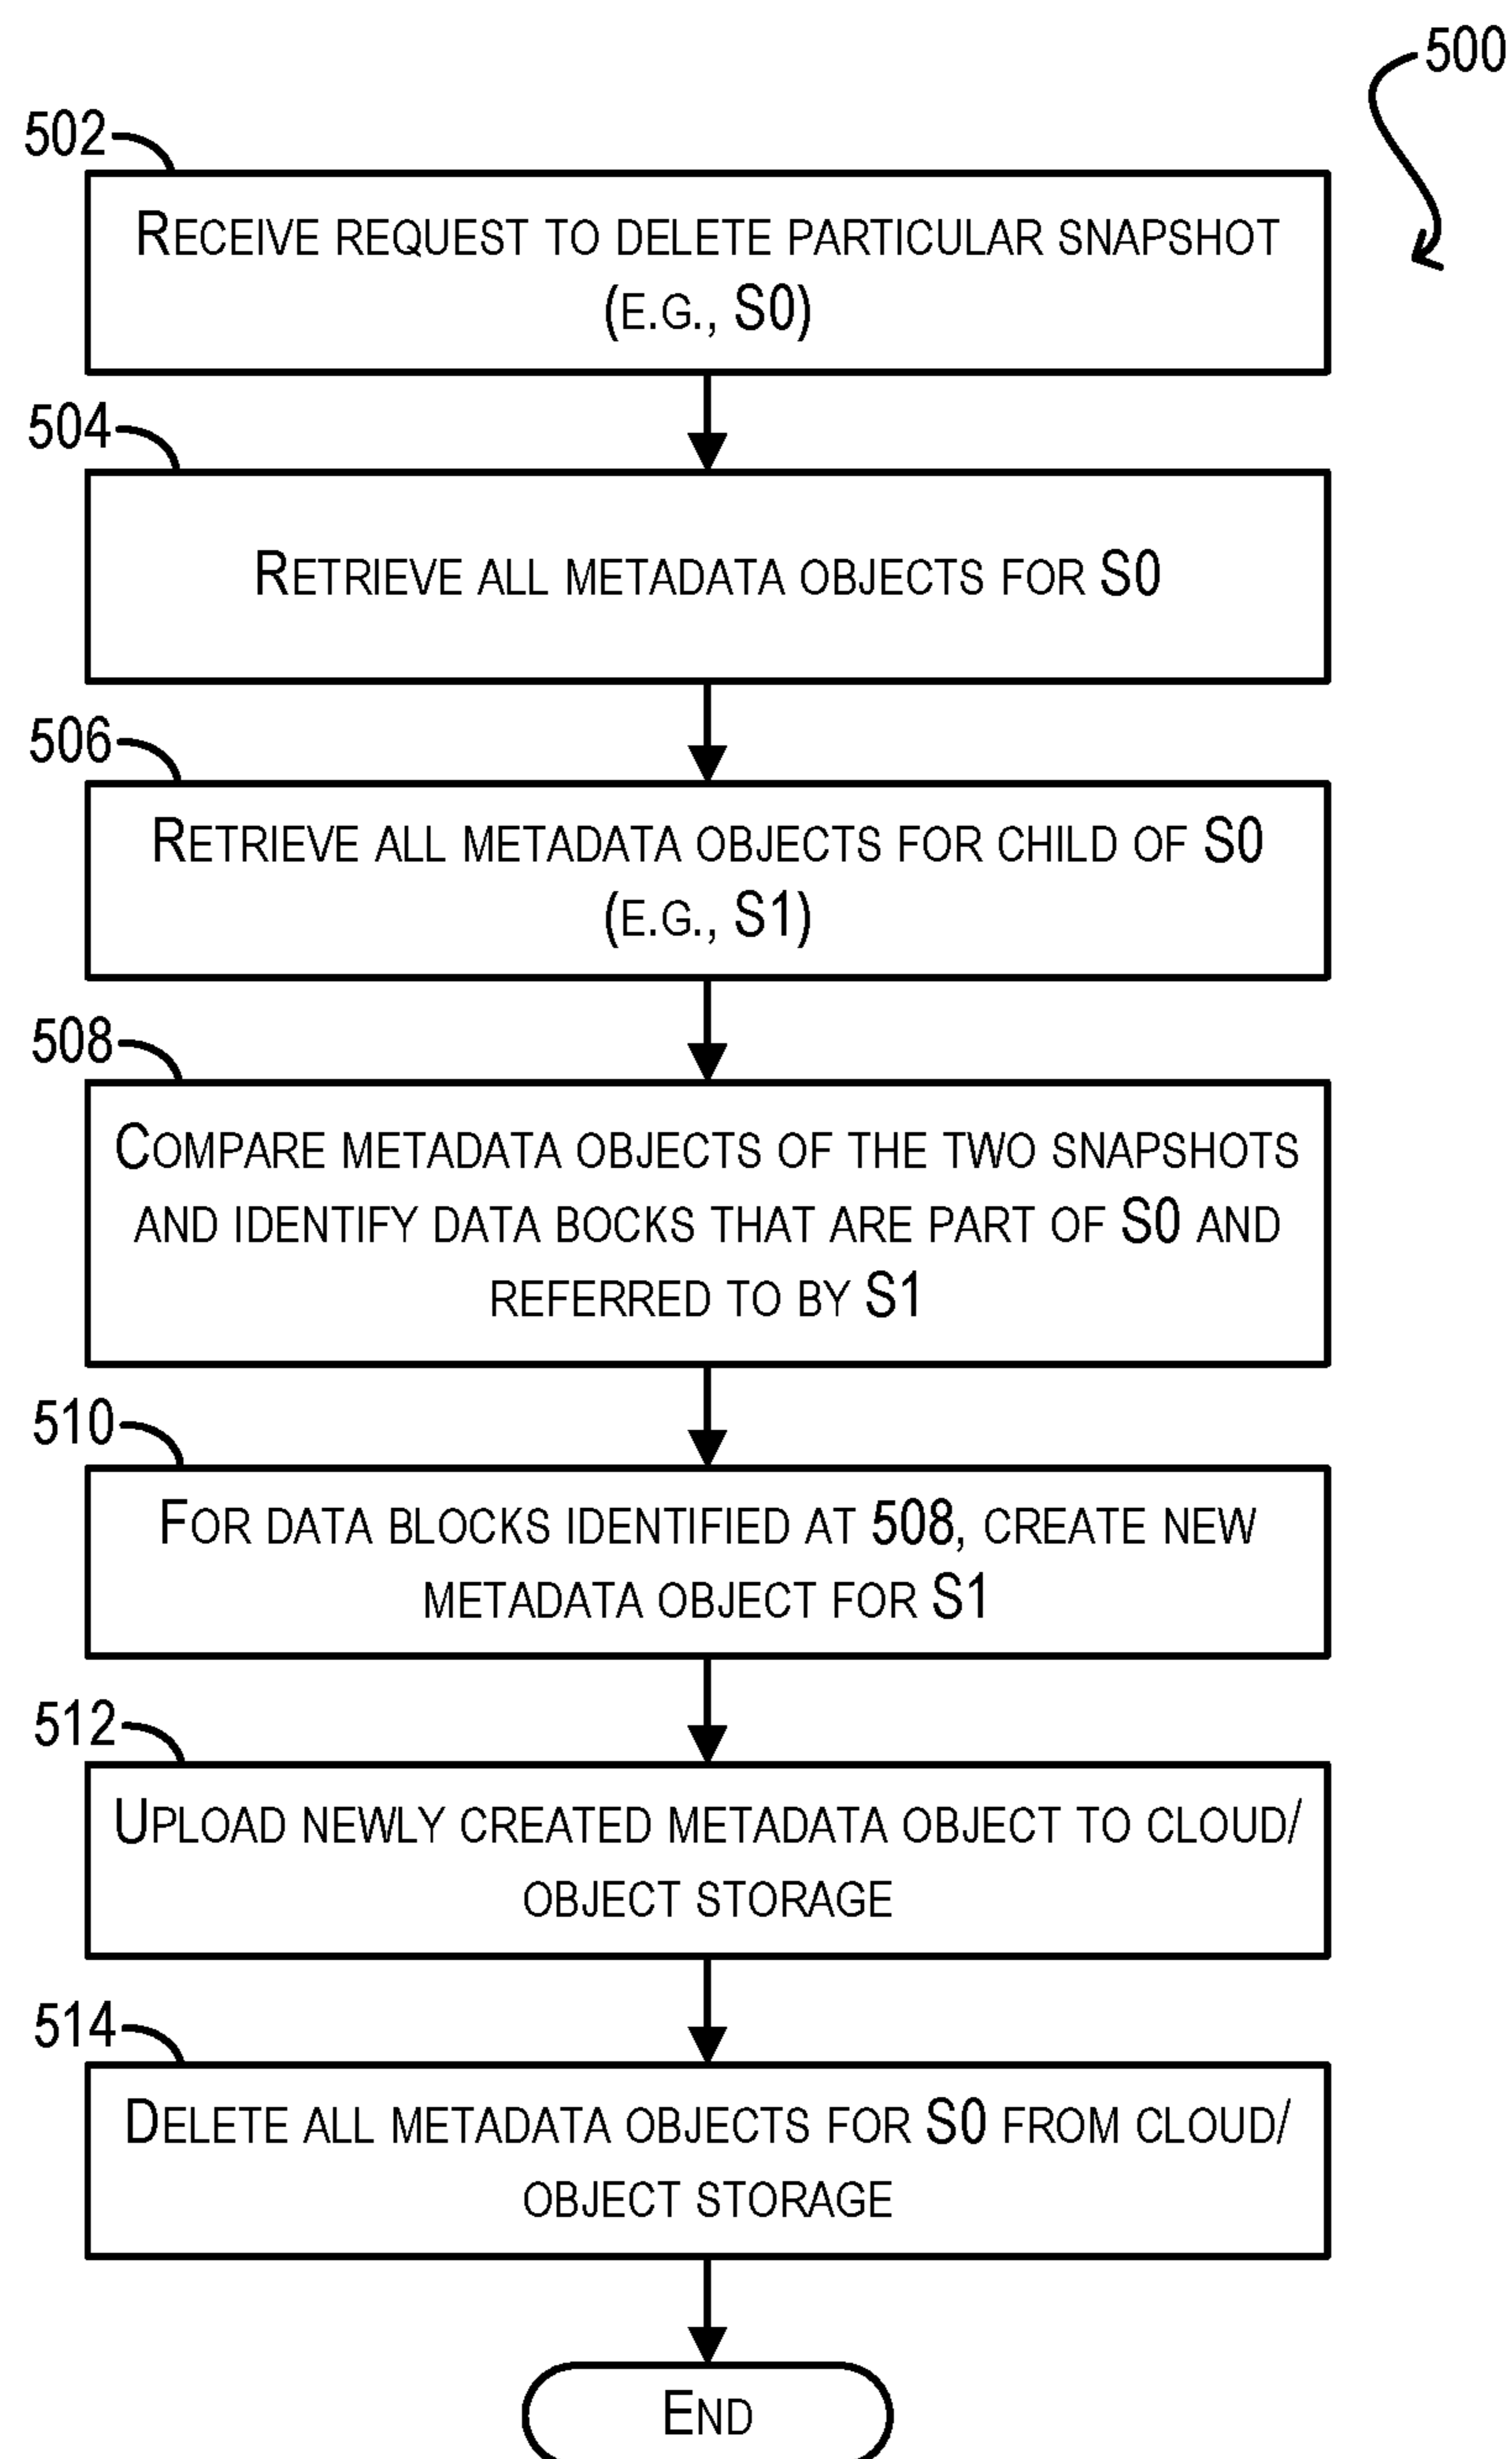 500
502
RECEIVE REQUEST TO DELETE PARTICULAR SNAPSHOT
(E.G., S0)
504
RETRIEVE ALL METADATA OBJECTS FOR S0
506
RETRIEVE ALL METADATA OBJECTS FOR CHILD OF S0
(E.G., S1)
508
COMPARE METADATA OBJECTS OF THE TWO SNAPSHOTS
AND IDENTIFY DATA BOCKS THAT ARE PART OF S0 AND
REFERRED TO BY S1
510
FOR DATA BLOCKS IDENTIFIED AT 508, CREATE NEW
METADATA OBJECT FOR S1
512
UPLOAD NEWLY CREATED METADATA OBJECT TO CLOUD/
OBJECT STORAGE
514
DELETE ALL METADATA OBJECTS FOR S0 FROM CLOUD/
OBJECT STORAGE
END